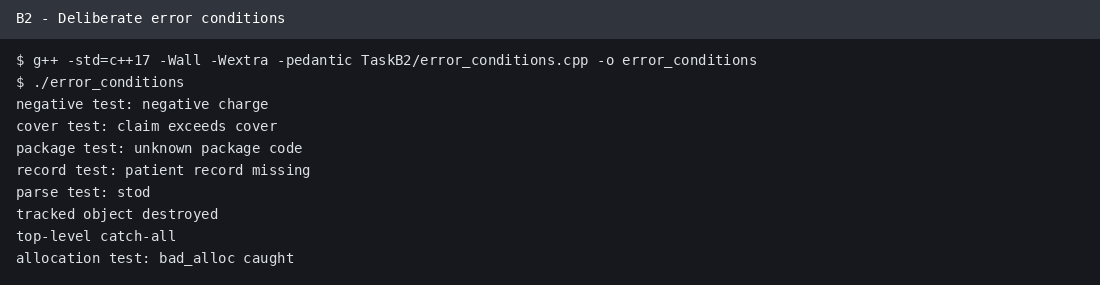 B2 - Deliberate error conditions
$ g++ -std=c++17 -Wall -Wextra -pedantic TaskB2/error_conditions.cpp -o error_conditions
$ ./error_conditions
negative test: negative charge
cover test: claim exceeds cover
package test: unknown package code
record test: patient record missing
parse test: stod
tracked object destroyed
top-level catch-all
allocation test: bad_alloc caught